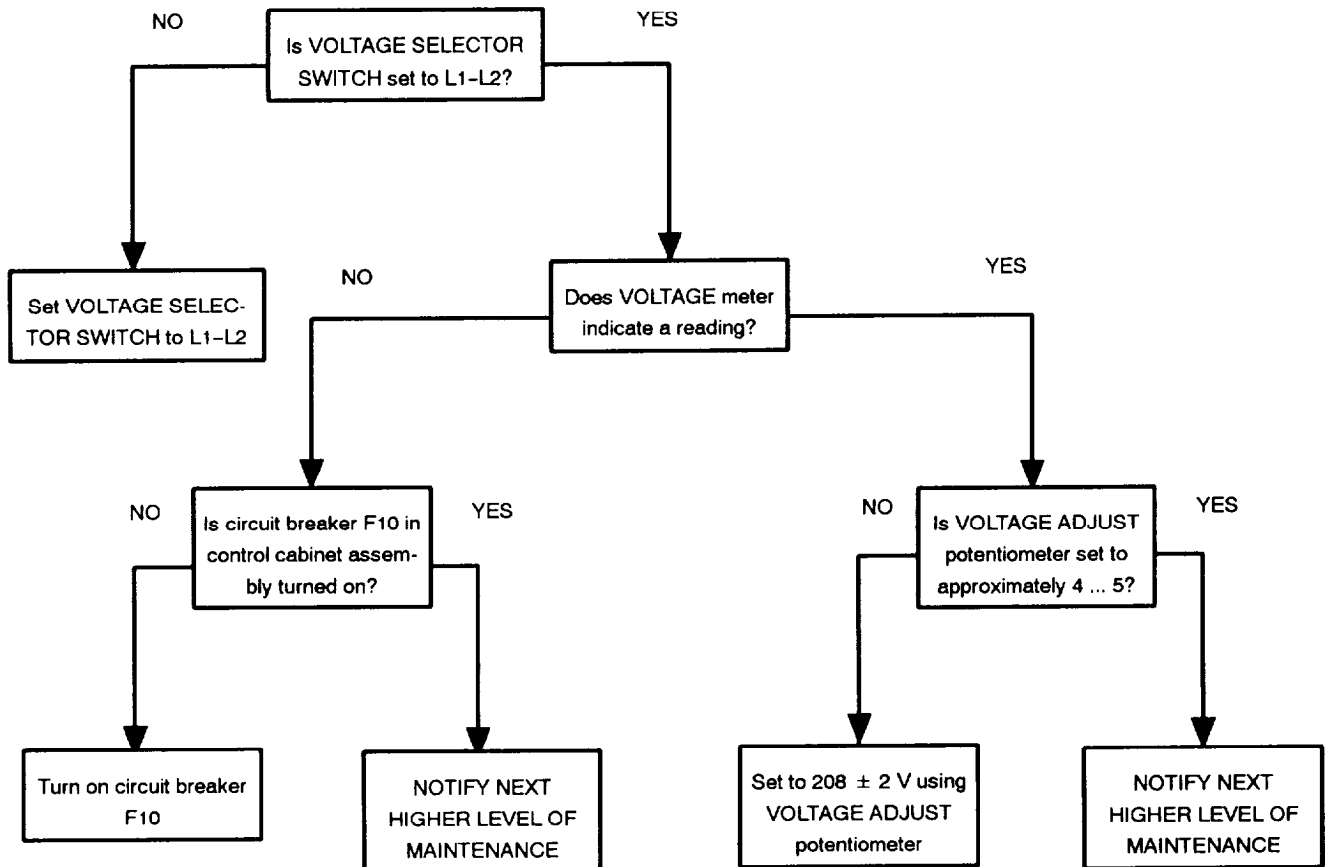 NO
YES
Is VOLTAGE SELECTOR
SWITCH set to L1–L2?
NO
YES
Set VOLTAGE SELEC-
TOR SWITCH to L1–L2
Does VOLTAGE meter
indicate a reading?
NO
YES
Is circuit breaker F10 in
control cabinet assem-
bly turned on?
NO
YES
Is VOLTAGE ADJUST
potentiometer set to
approximately 4 ... 5?
Turn on circuit breaker
F10
NOTIFY NEXT
HIGHER LEVEL OF
MAINTENANCE
Set to 208 ± 2 V using
VOLTAGE ADJUST
potentiometer
NOTIFY NEXT
HIGHER LEVEL OF
MAINTENANCE